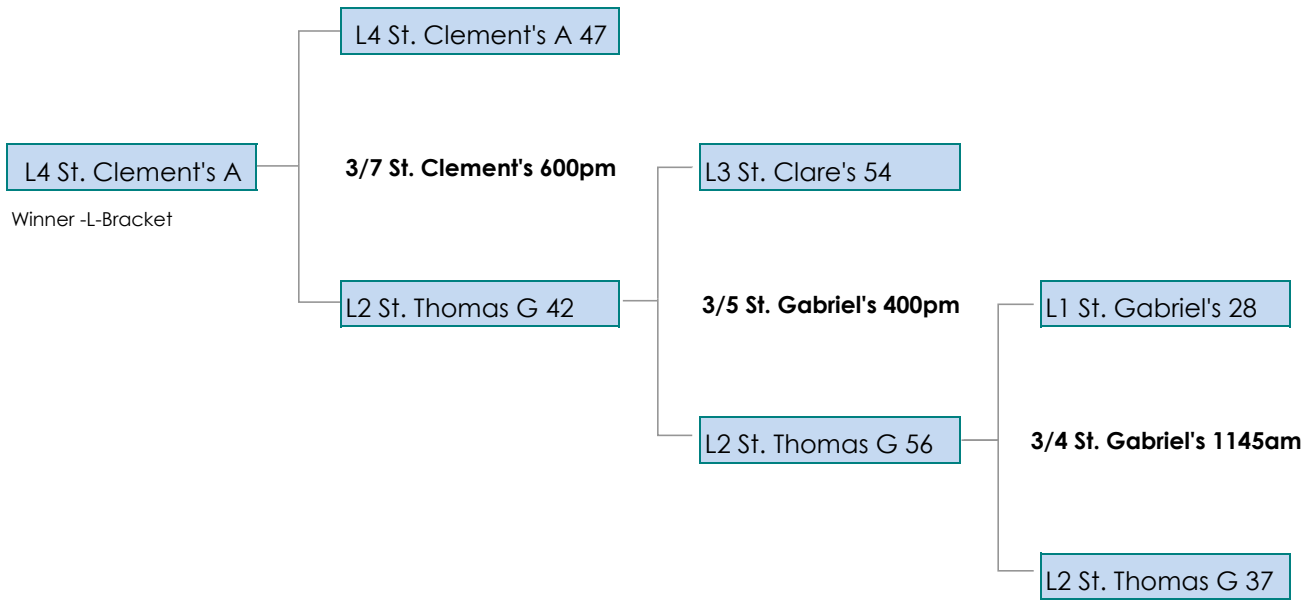 L4 St. Clement's A 47
L4 St. Clement's A
3/7 St. Clement's 600pm
L3 St. Clare's 54
Winner -L-Bracket
L2 St. Thomas G 42
3/5 St. Gabriel's 400pm
L1 St. Gabriel's 28
L2 St. Thomas G 56
3/4 St. Gabriel's 1145am
L2 St. Thomas G 37